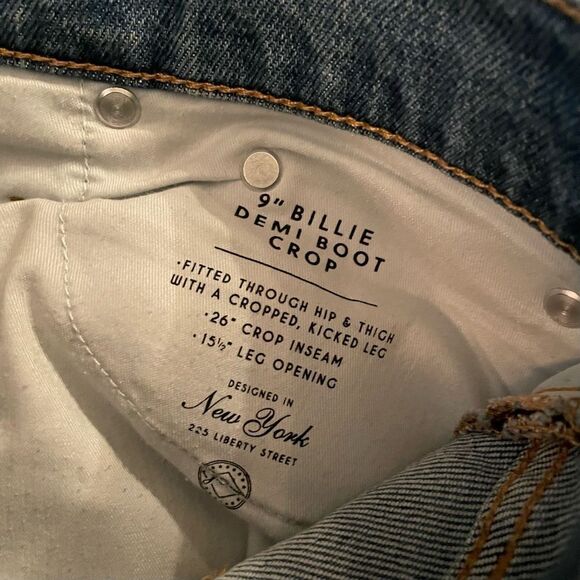 9" BILLIE
DEMI BOOT
CROP
·FITTED THROUGH HIP & THIGH
WITH A CROPPED, KICKED LEG
·26" CROP INSEAM
·15½" LEG OPENING
DESIGNED IN
New York
225 LIBERTY STREET